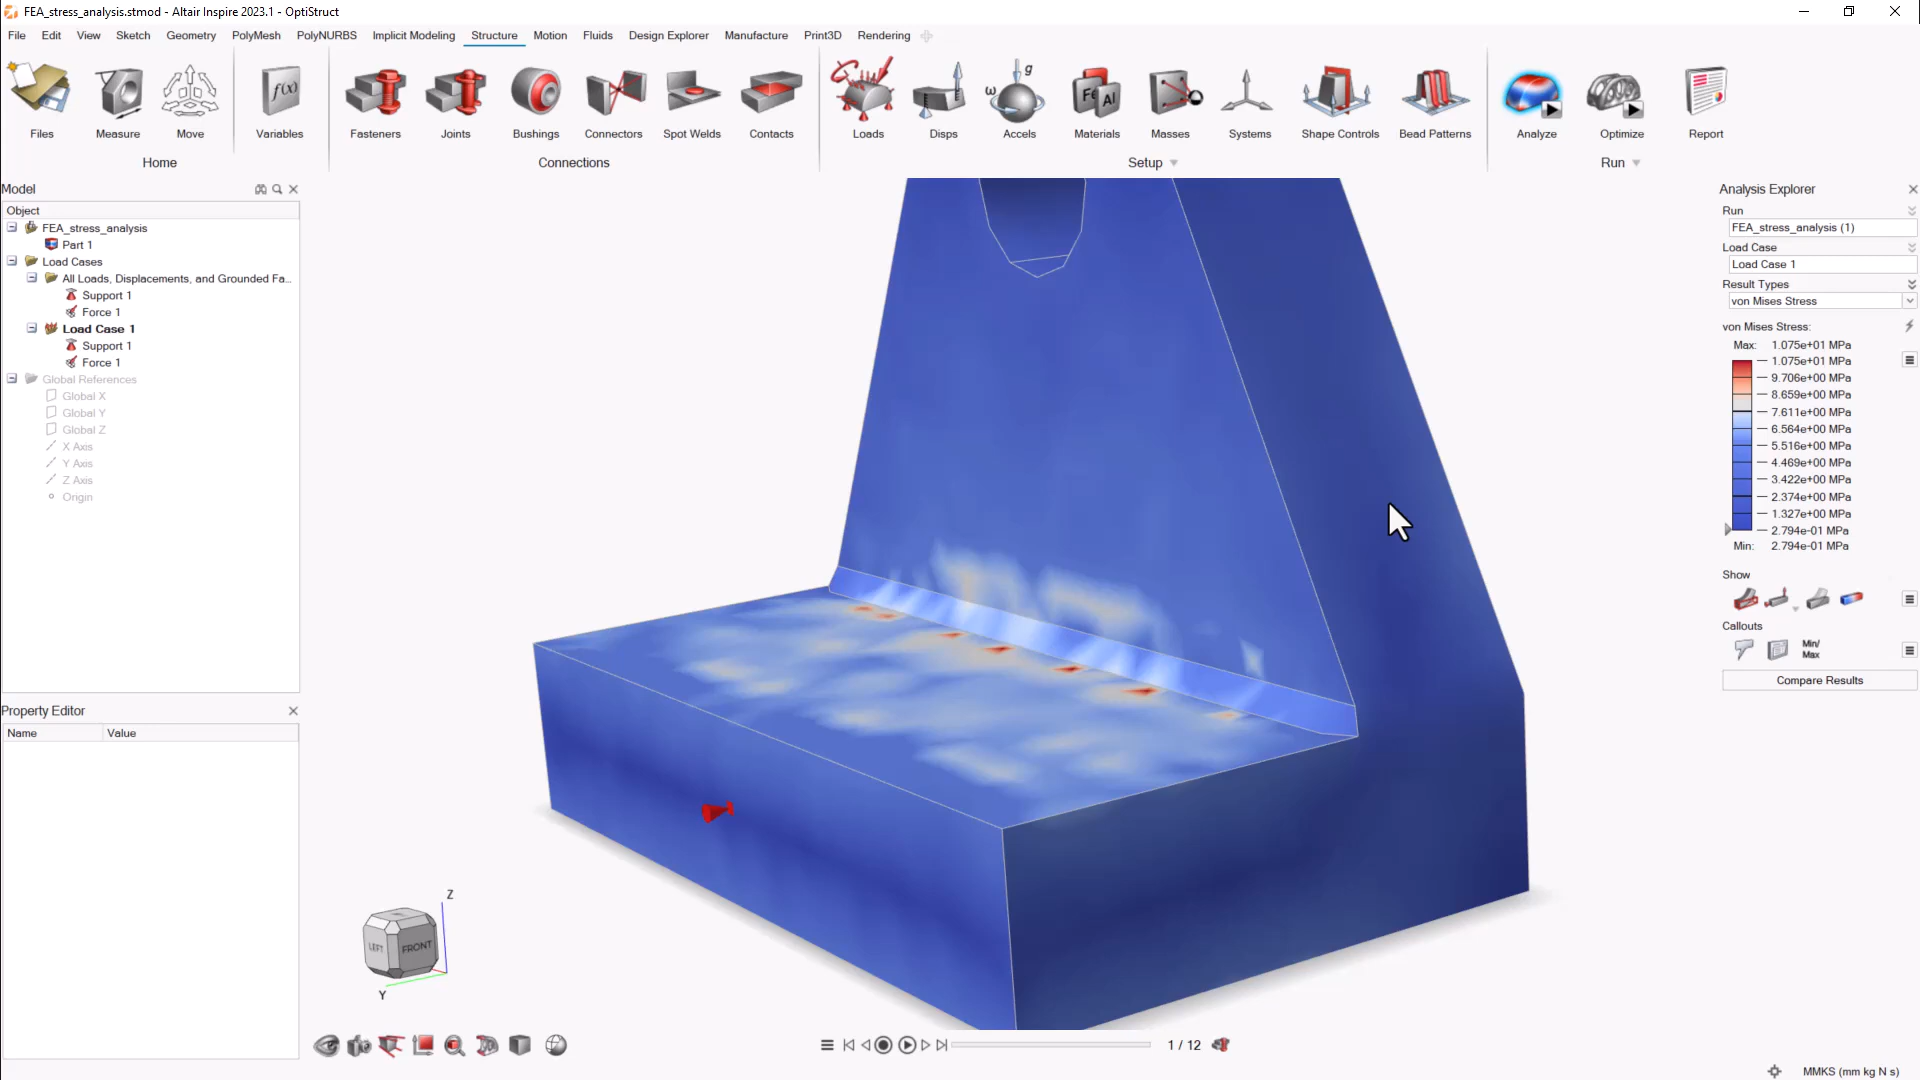 FEA_stress_analysis.stmod - Altair Inspire 2023.1 - OptiStruct
File Edit View Sketch Geometry PolyMesh PolyNURBS Implicit Modeling Structure Motion Fluids Design Explorer Manufacture Print3D Rendering
f(x) g ω Fe Al
Files Measure Move Variables Fasteners Joints Bushings Connectors Spot Welds Contacts Loads Disps Accels Materials Masses Systems Shape Controls Bead Patterns Analyze Optimize Report
Home Connections Setup Run
Model
Object
FEA_stress_analysis
Part 1
Load Cases
All Loads, Displacements, and Grounded Fa...
Support 1
Force 1
Load Case 1
Support 1
Force 1
Global References
Global X
Global Y
Global Z
X Axis
Y Axis
Z Axis
Origin
Property Editor
Name Value
Z
LEFT FRONT
Y
1 / 12
Analysis Explorer
Run
FEA_stress_analysis (1)
Load Case
Load Case 1
Result Types
von Mises Stress
von Mises Stress:
Max: 1.075e+01 MPa
1.075e+01 MPa
9.706e+00 MPa
8.659e+00 MPa
7.611e+00 MPa
6.564e+00 MPa
5.516e+00 MPa
4.469e+00 MPa
3.422e+00 MPa
2.374e+00 MPa
1.327e+00 MPa
2.794e-01 MPa
Min: 2.794e-01 MPa
Show
Callouts
Min/
Max
Compare Results
MMKS (mm kg N s)